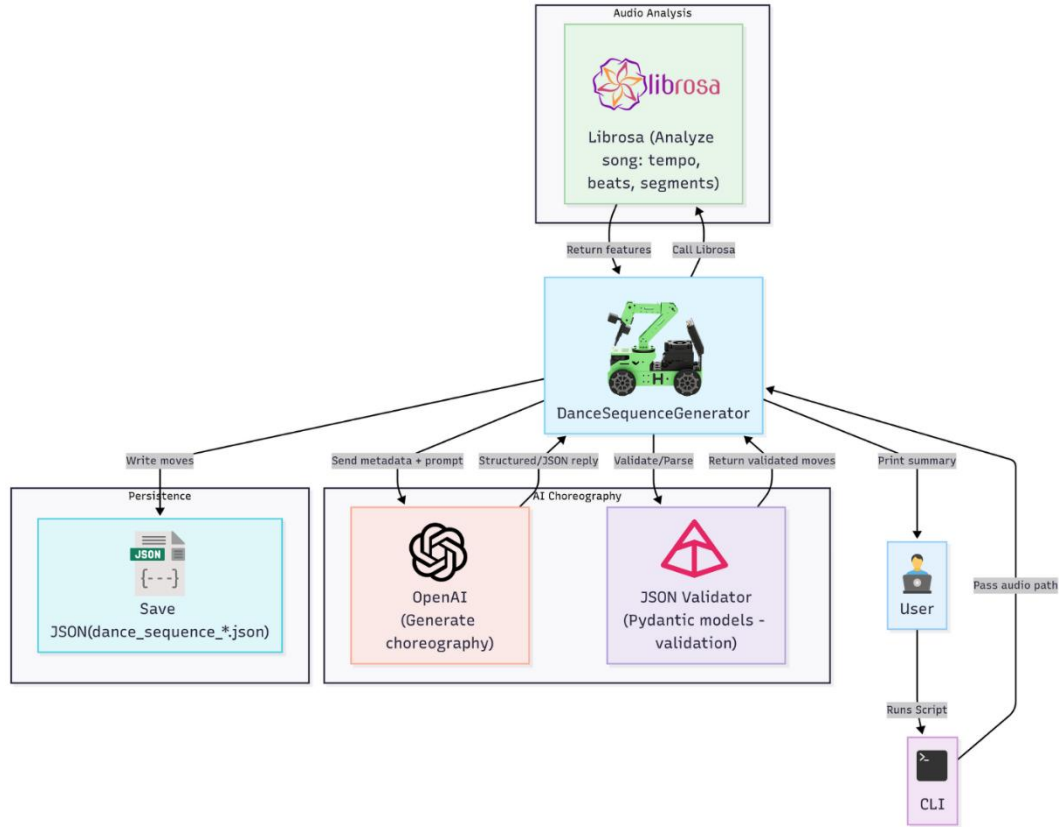 Audio Analysis
librosa
Librosa (Analyze
song: tempo,
beats, segments)
Return features
Call Librosa
H
DanceSequenceGenerator
Write moves
Send metadata + prompt
Structured/JSON reply
Validate/Parse
Return validated moves
Print summary
Persistence
JSON
{---}
Save
JSON(dance_sequence_*.json)
AI Choreography
OpenAI
(Generate
choreography)
JSON Validator
(Pydantic models -
validation)
User
Pass audio path
Runs Script
>_
CLI